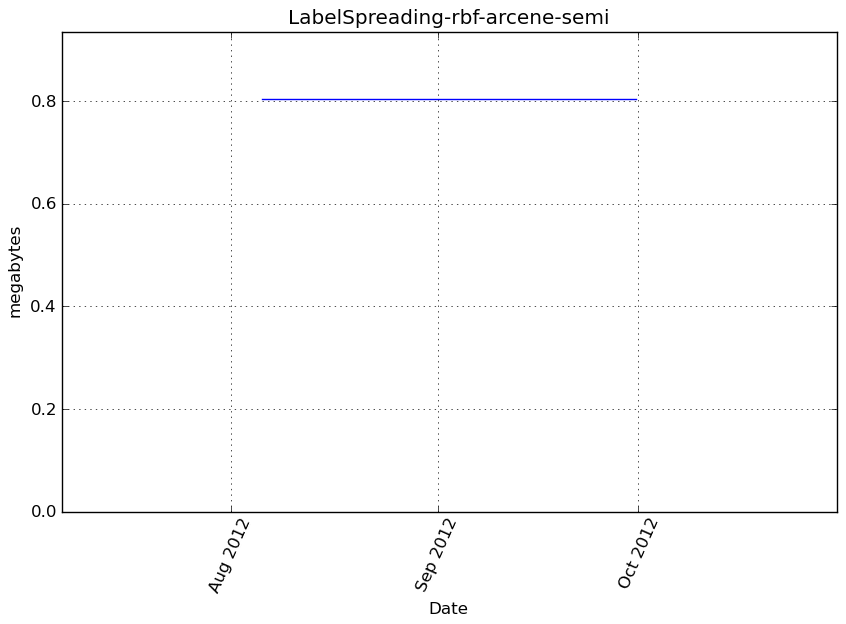 LabelSpreading-rbf-arcene-semi
megabytes
0.8
0.6
0.4
0.2
0.0
Aug 2012
Sep 2012
Oct 2012
Date